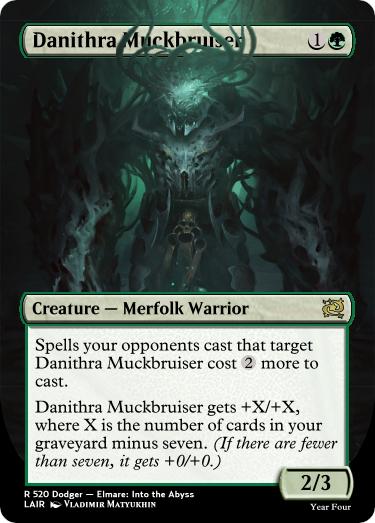 Danithra Muckbruiser 1
Creature — Merfolk Warrior
Spells your opponents cast that target
Danithra Muckbruiser cost 2 more to
cast.
Danithra Muckbruiser gets +X/+X,
where X is the number of cards in your
graveyard minus seven. (If there are fewer
than seven, it gets +0/+0.)
2/3
R 520 Dodger — Elmare: Into the Abyss
LAIR Vladimir Matyukhin
Year Four